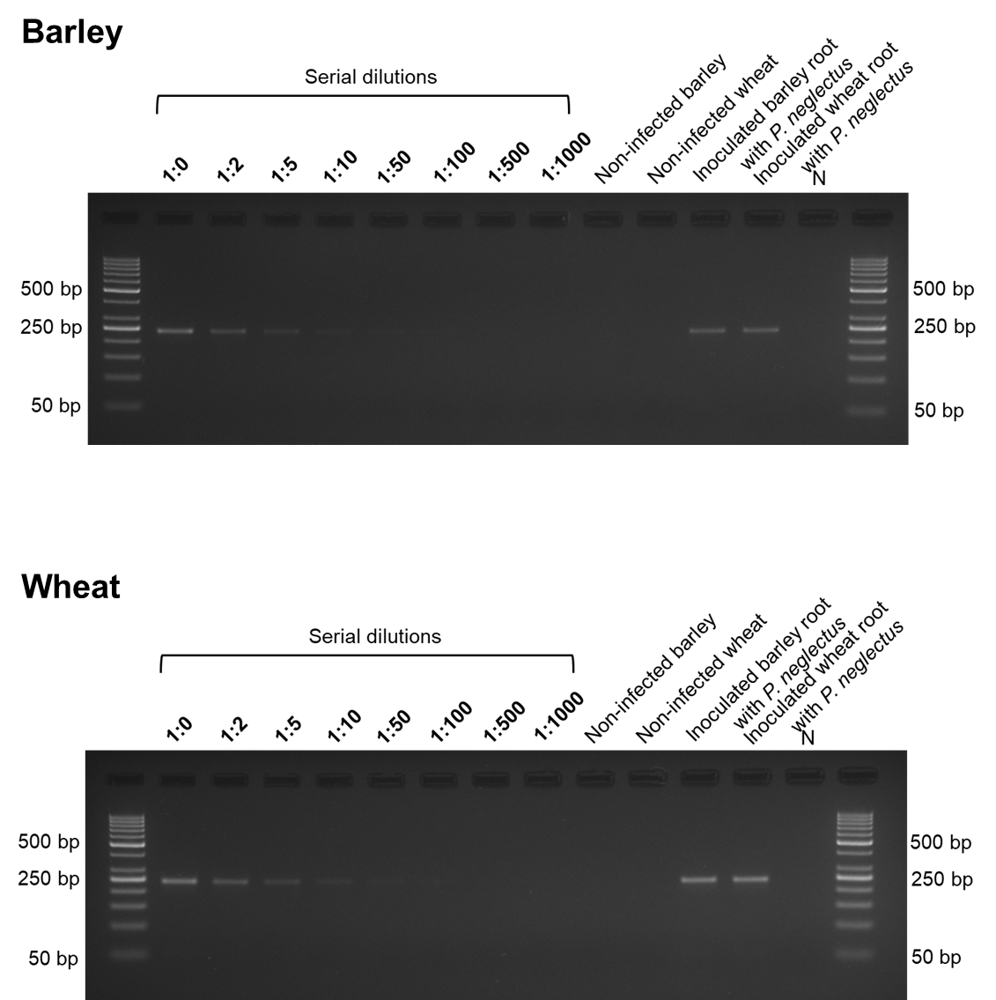 Barley
Serial dilutions
1:0 1:2 1:5 1:10 1:50 1:100 1:500 1:1000 Non-infected barley Non-infected wheat Inoculated barley root
with P. neglectus
Inoculated wheat root
with P. neglectus
N
500 bp 500 bp
250 bp 250 bp
50 bp 50 bp
Wheat
Serial dilutions
1:0 1:2 1:5 1:10 1:50 1:100 1:500 1:1000 Non-infected barley Non-infected wheat Inoculated barley root
with P. neglectus
Inoculated wheat root
with P. neglectus
N
500 bp 500 bp
250 bp 250 bp
50 bp 50 bp